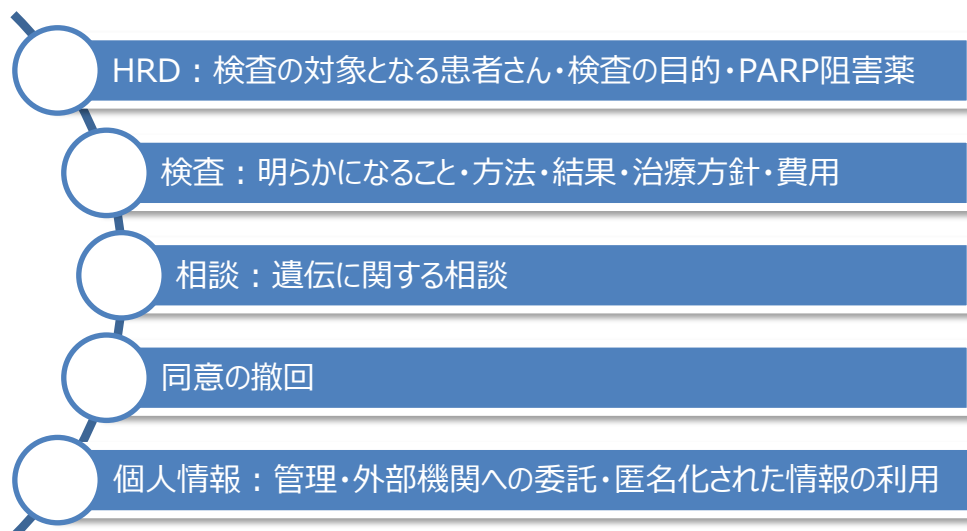 HRD：検査の対象となる患者さん・検査の目的・PARP阻害薬
検査：明らかになること・方法・結果・治療方針・費用
相談：遺伝に関する相談
同意の撤回
個人情報：管理・外部機関への委託・匿名化された情報の利用